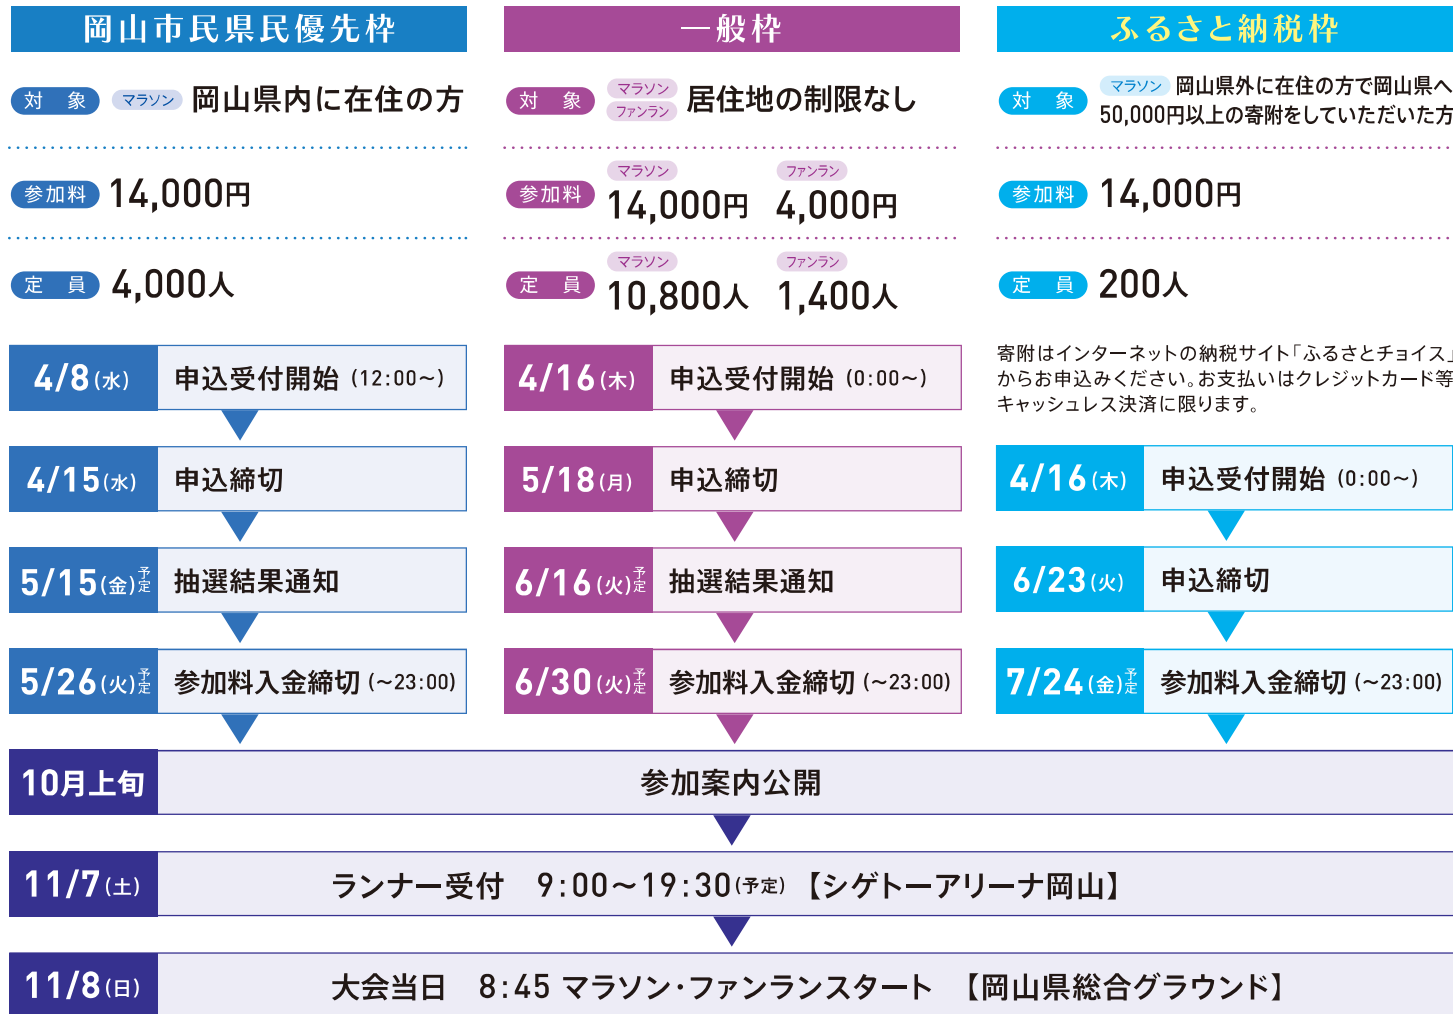 岡山市民県民優先枠
対 象 マラソン 岡山県内に在住の方
参加料 14,000円
定 員 4,000人
4/8(水) 申込受付開始 (12:00～)
4/15(水) 申込締切
5/15(金)予定 抽選結果通知
5/26(火)予定 参加料入金締切 (～23:00)
一般枠
対 象 マラソン ファンラン 居住地の制限なし
マラソン ファンラン
参加料 14,000円 4,000円
マラソン ファンラン
定 員 10,800人 1,400人
4/16(木) 申込受付開始 (0:00～)
5/18(月) 申込締切
6/16(火)予定 抽選結果通知
6/30(火)予定 参加料入金締切 (～23:00)
ふるさと納税枠
対 象 マラソン 岡山県外に在住の方で岡山県へ
50,000円以上の寄附をしていただいた方
参加料 14,000円
定 員 200人
寄附はインターネットの納税サイト「ふるさとチョイス」
からお申込みください。お支払いはクレジットカード等
キャッシュレス決済に限ります。
4/16(木) 申込受付開始 (0:00～)
6/23(火) 申込締切
7/24(金)予定 参加料入金締切 (～23:00)
10月上旬 参加案内公開
11/7(土) ランナー受付 9:00～19:30(予定) 【シゲトーアリーナ岡山】
11/8(日) 大会当日 8:45 マラソン・ファンランスタート 【岡山県総合グラウンド】